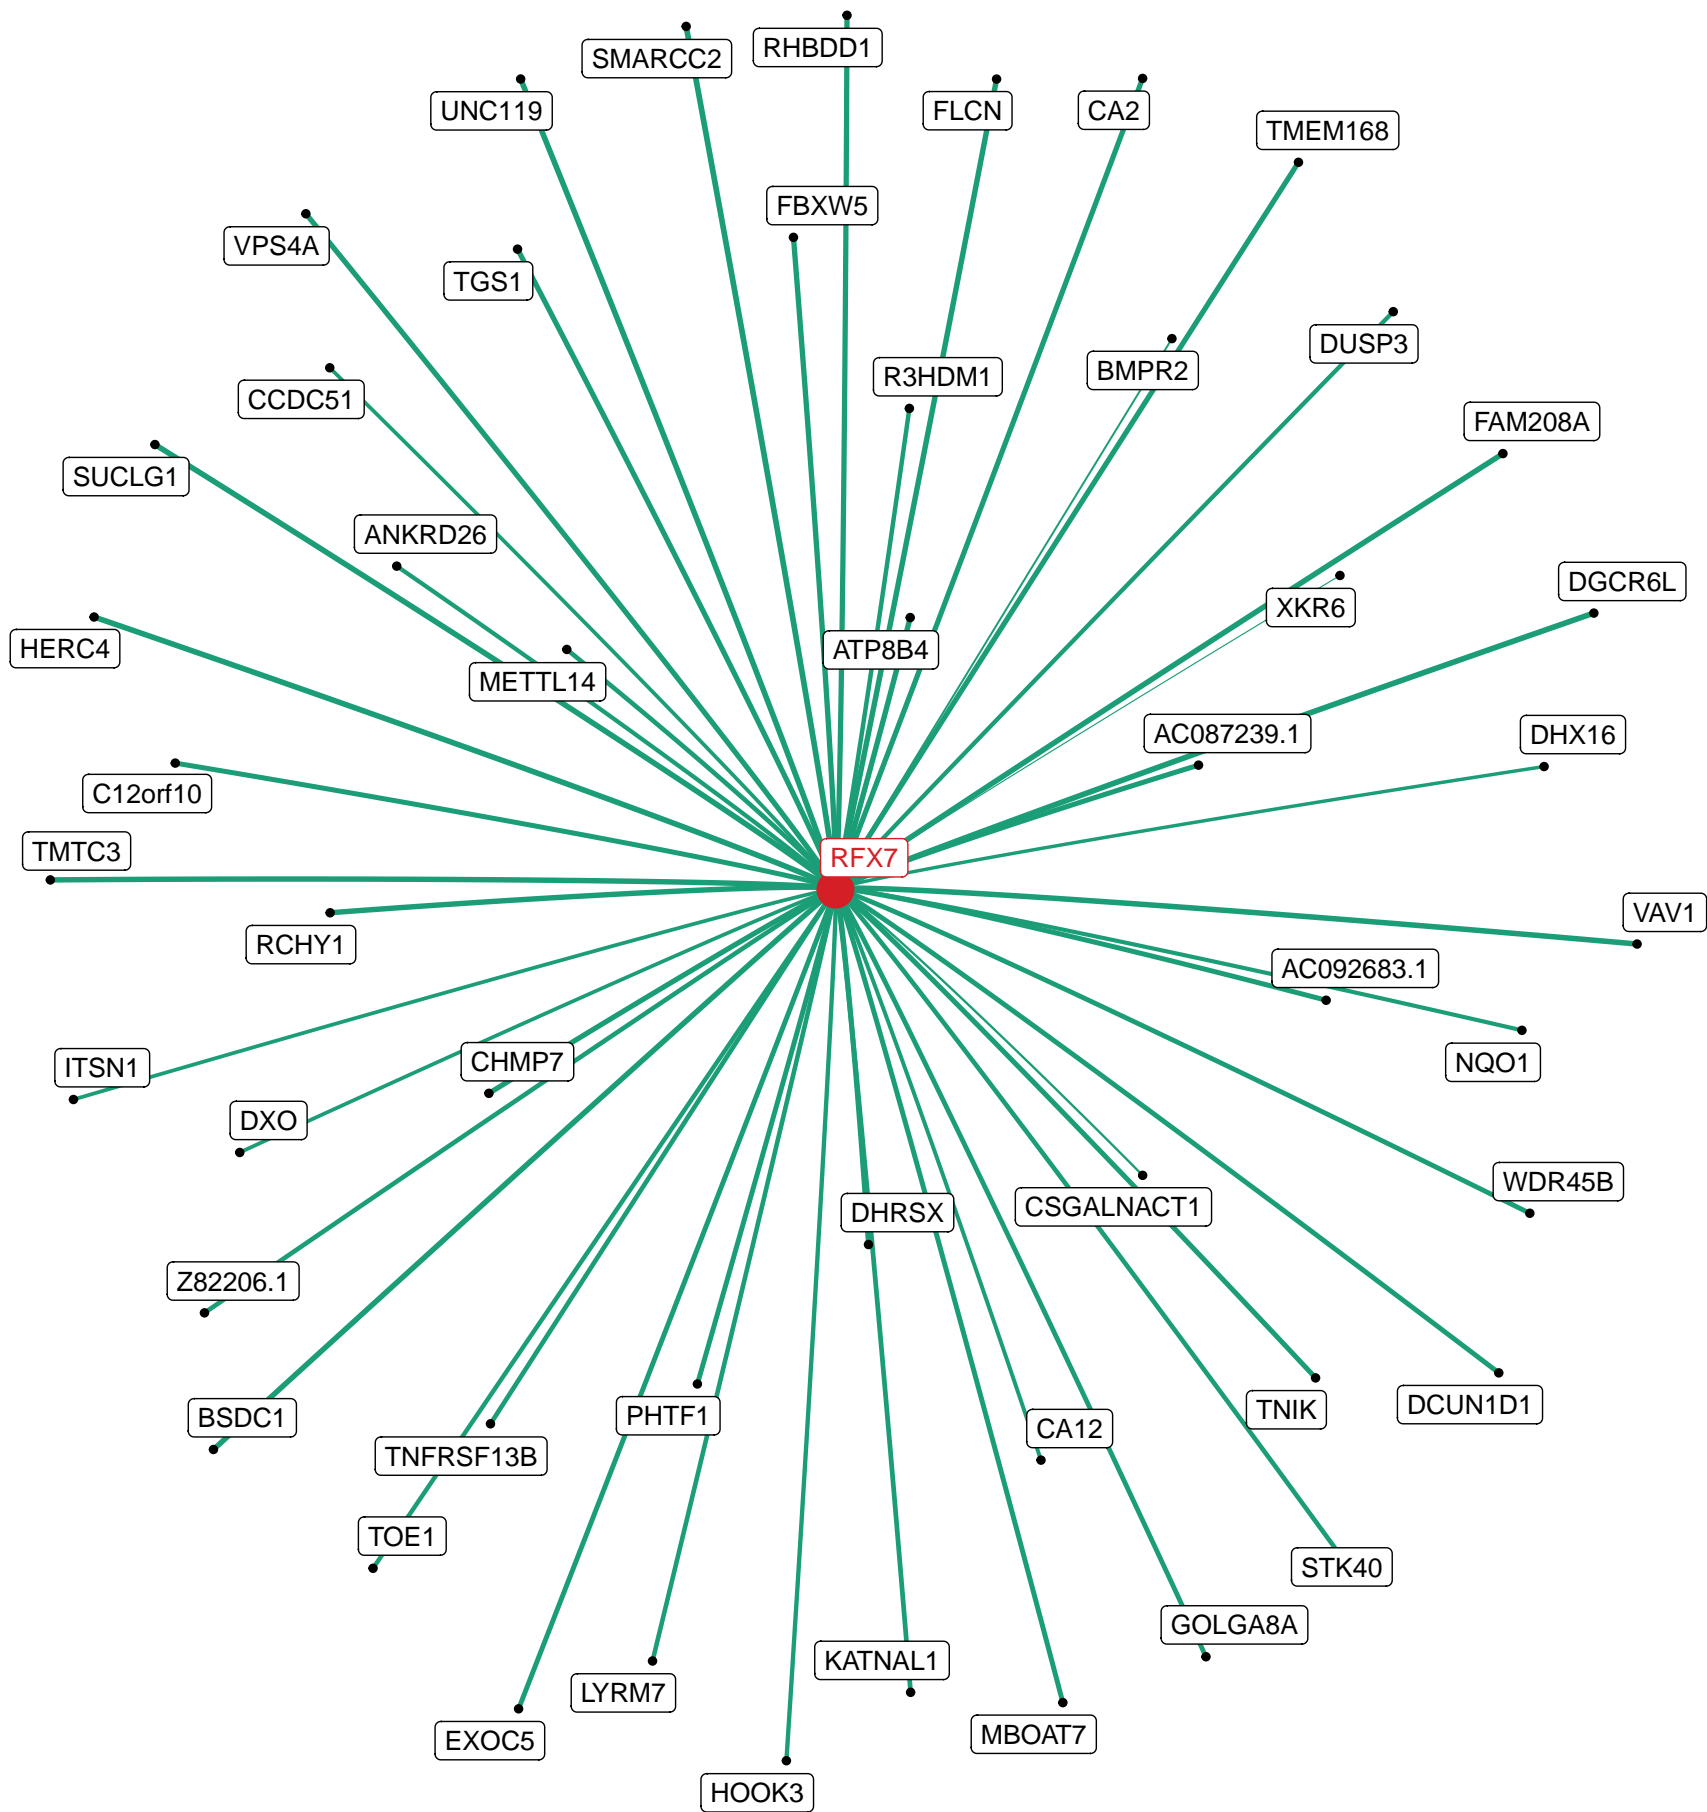 RHBDD1
SMARCC2
UNC119
FLCN
CA2
TMEM168
FBXW5
VPS4A
TGS1
DUSP3
BMPR2
R3HDM1
CCDC51
FAM208A
SUCLG1
ANKRD26
DGCR6L
XKR6
HERC4
ATP8B4
METTL14
AC087239.1
DHX16
C12orf10
TMTC3
RFX7
VAV1
RCHY1
AC092683.1
ITSN1
CHMP7
NQO1
DXO
WDR45B
CSGALNACT1
DHRSX
Z82206.1
DCUN1D1
TNIK
PHTF1
BSDC1
CA12
TNFRSF13B
TOE1
STK40
GOLGA8A
KATNAL1
LYRM7
MBOAT7
EXOC5
HOOK3